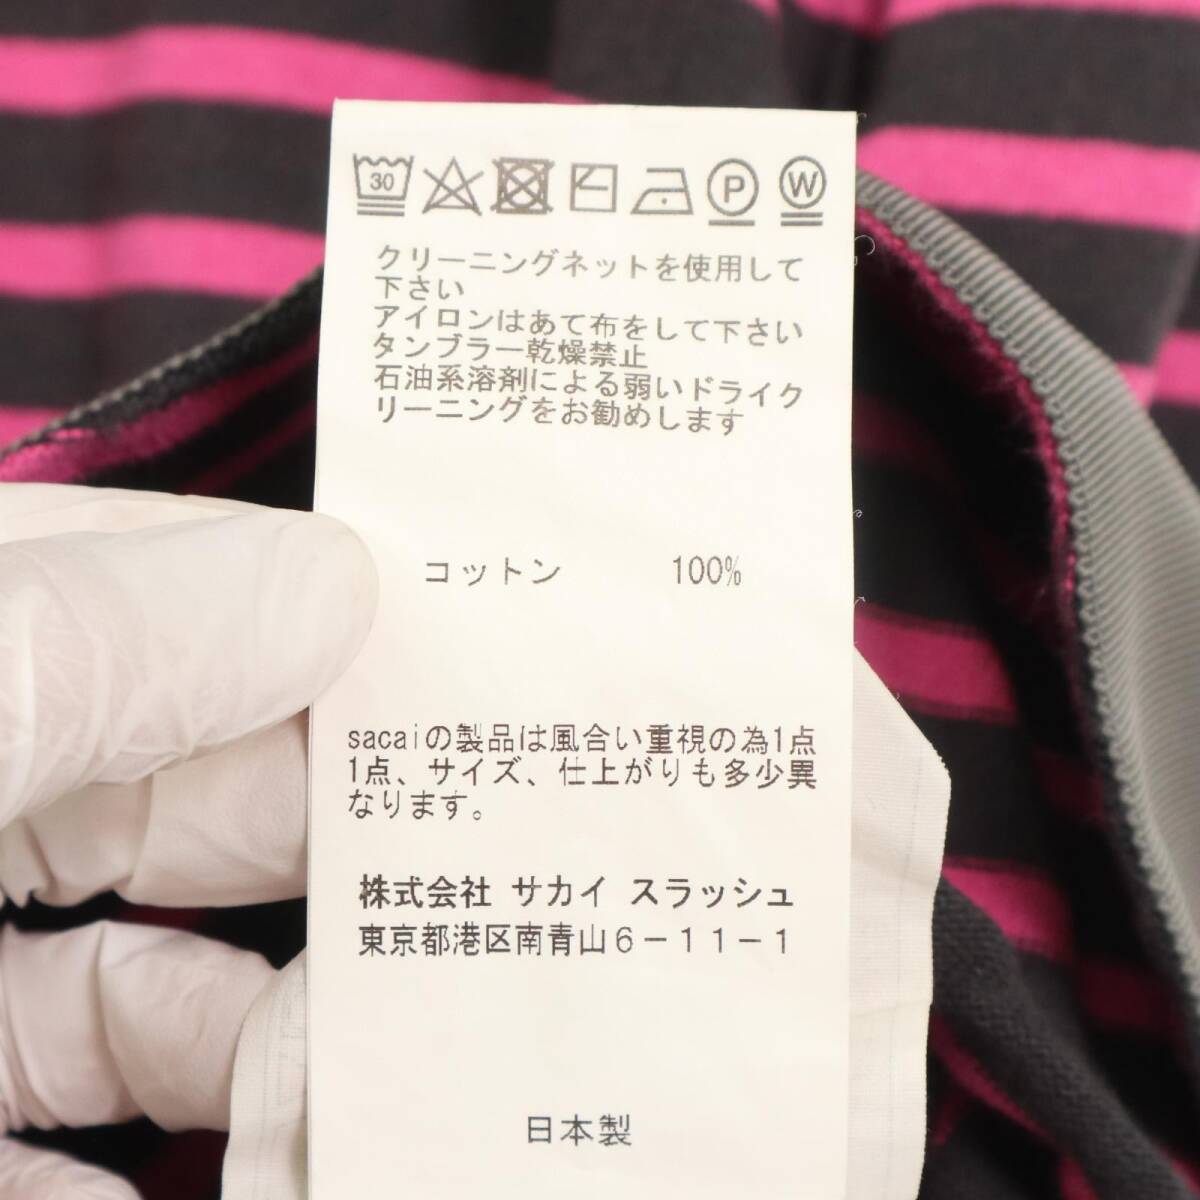 30 P W
クリーニングネットを使用して
下さい
アイロンはあて布をして下さい
タンブラー乾燥禁止
石油系溶剤による弱いドライク
リーニングをお勧めします
コットン 100%
sacaiの製品は風合い重視の為1点
1点、サイズ、仕上がりも多少異
なります。
株式会社 サカイ スラッシュ
東京都港区南青山6-11-1
日本製